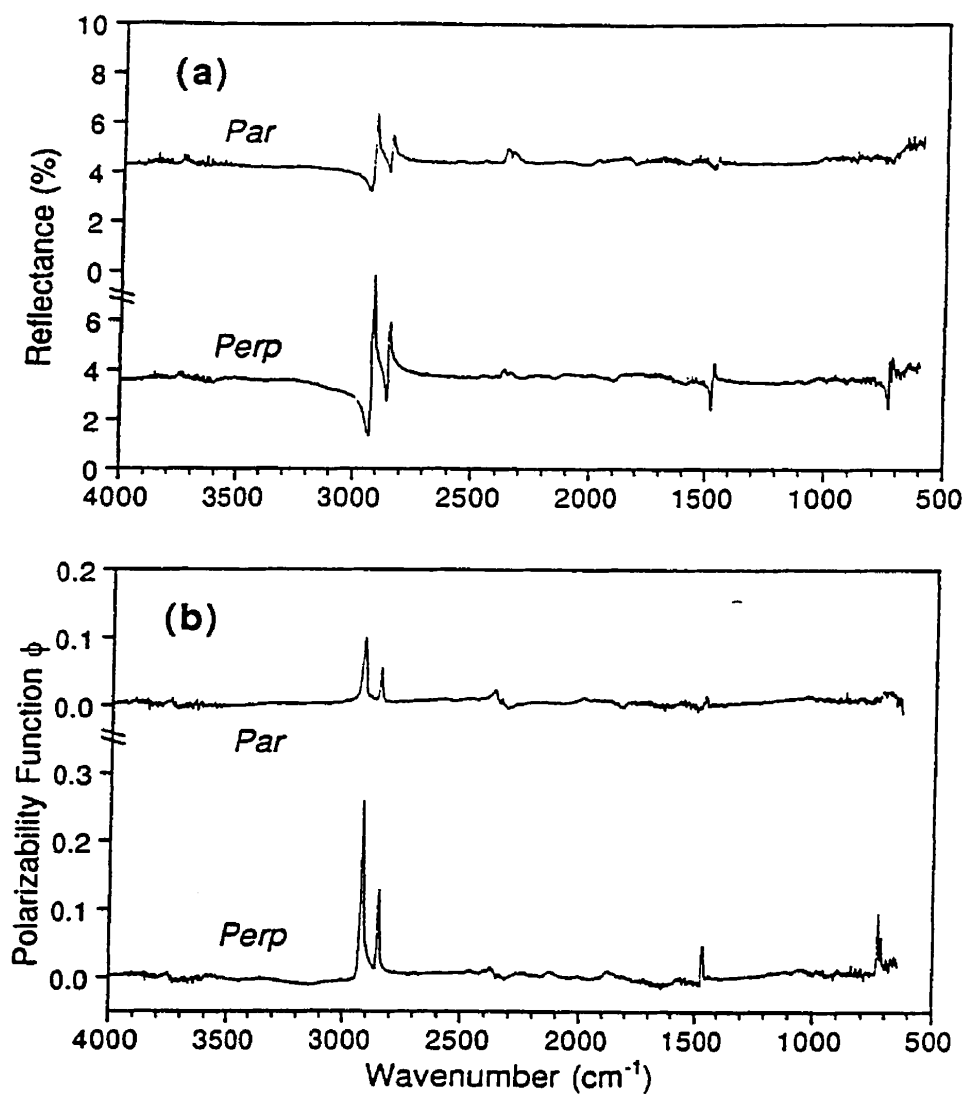 10
(a)
8
6
Par
4
2
0
Reflectance (%)
6
Perp
4
2
0
4000 3500 3000 2500 2000 1500 1000 500
0.2
(b)
0.1
0.0
Par
0.3
0.2
0.1
Perp
0.0
Polarizability Function ϕ
4000 3500 3000 2500 2000 1500 1000 500
Wavenumber (cm⁻¹)